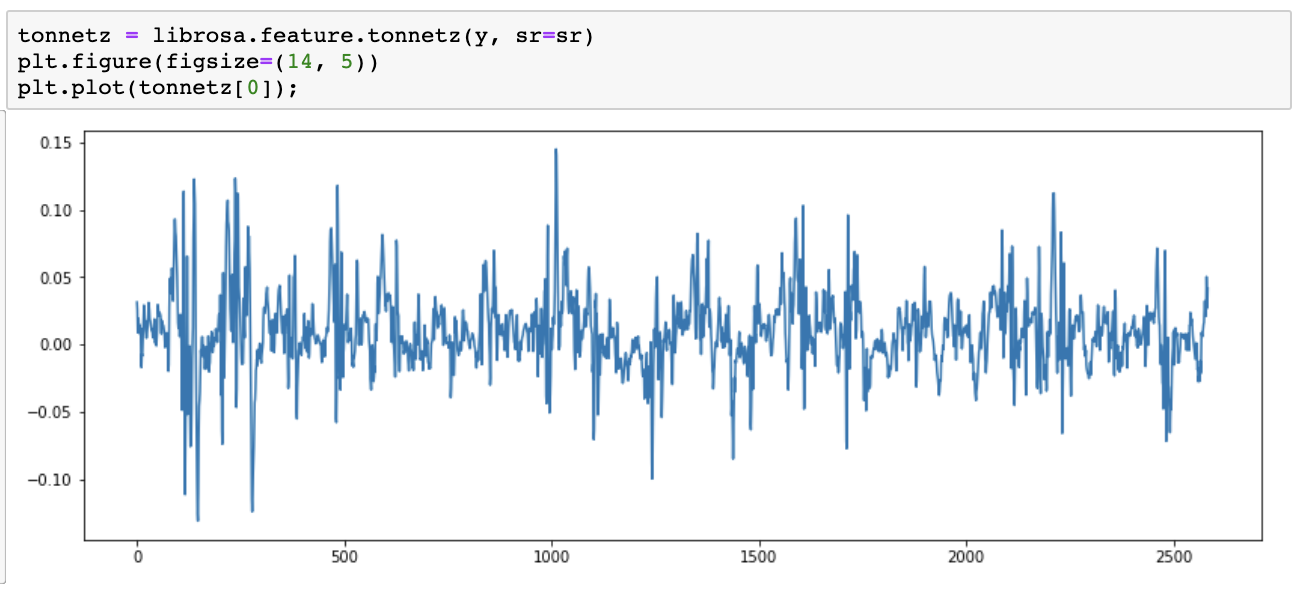 tonnetz = librosa.feature.tonnetz(y, sr=sr)
plt.figure(figsize=(14, 5))
plt.plot(tonnetz[0]);
0.15
0.10
0.05
0.00
−0.05
−0.10
0 500 1000 1500 2000 2500